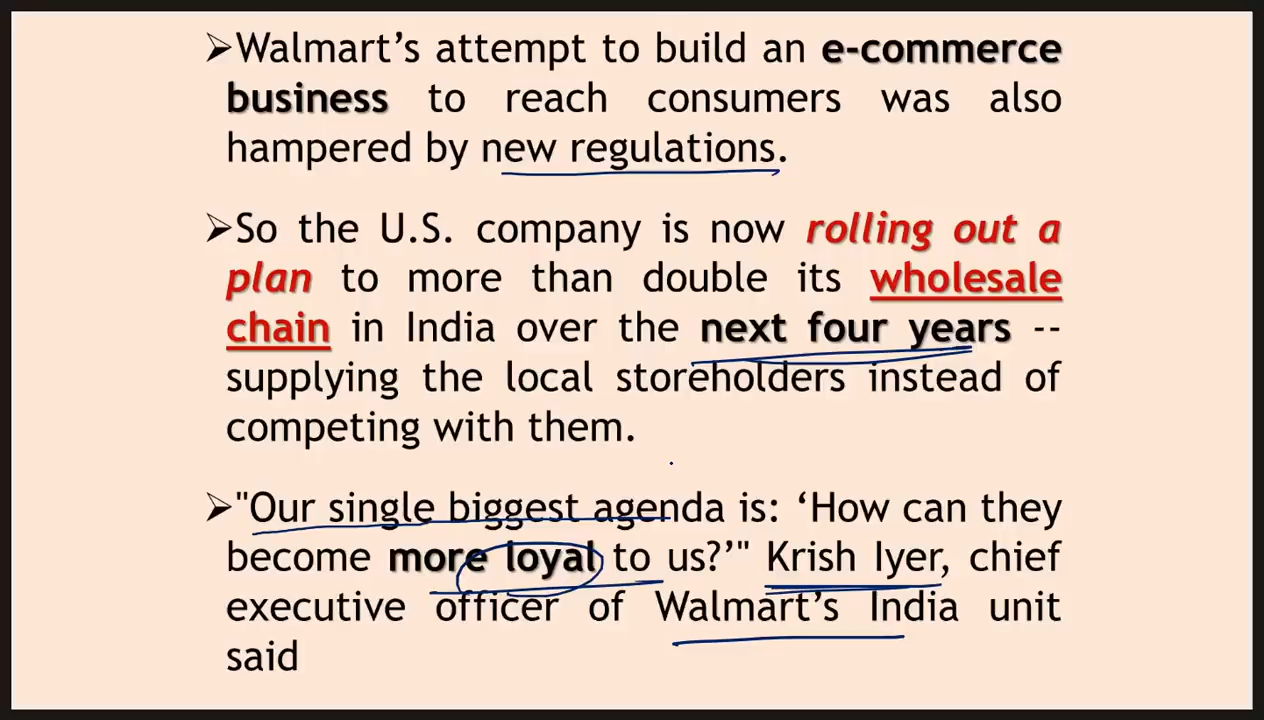 ➢Walmart’s attempt to build an e-commerce
business to reach consumers was also
hampered by new regulations.
➢So the U.S. company is now rolling out a
plan to more than double its wholesale
chain in India over the next four years --
supplying the local storeholders instead of
competing with them.
➢"Our single biggest agenda is: ‘How can they
become more loyal to us?’" Krish Iyer, chief
executive officer of Walmart’s India unit
said